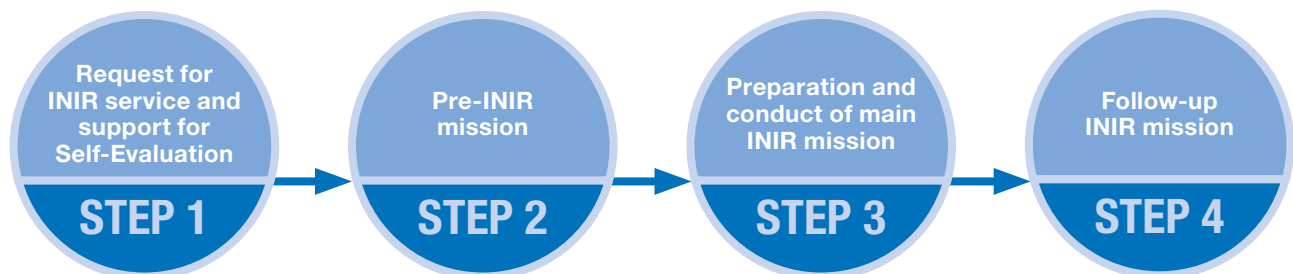 Request for
INIR service and
support for
Self-Evaluation
STEP 1
Pre-INIR
mission
STEP 2
Preparation and
conduct of main
INIR mission
STEP 3
Follow-up
INIR mission
STEP 4